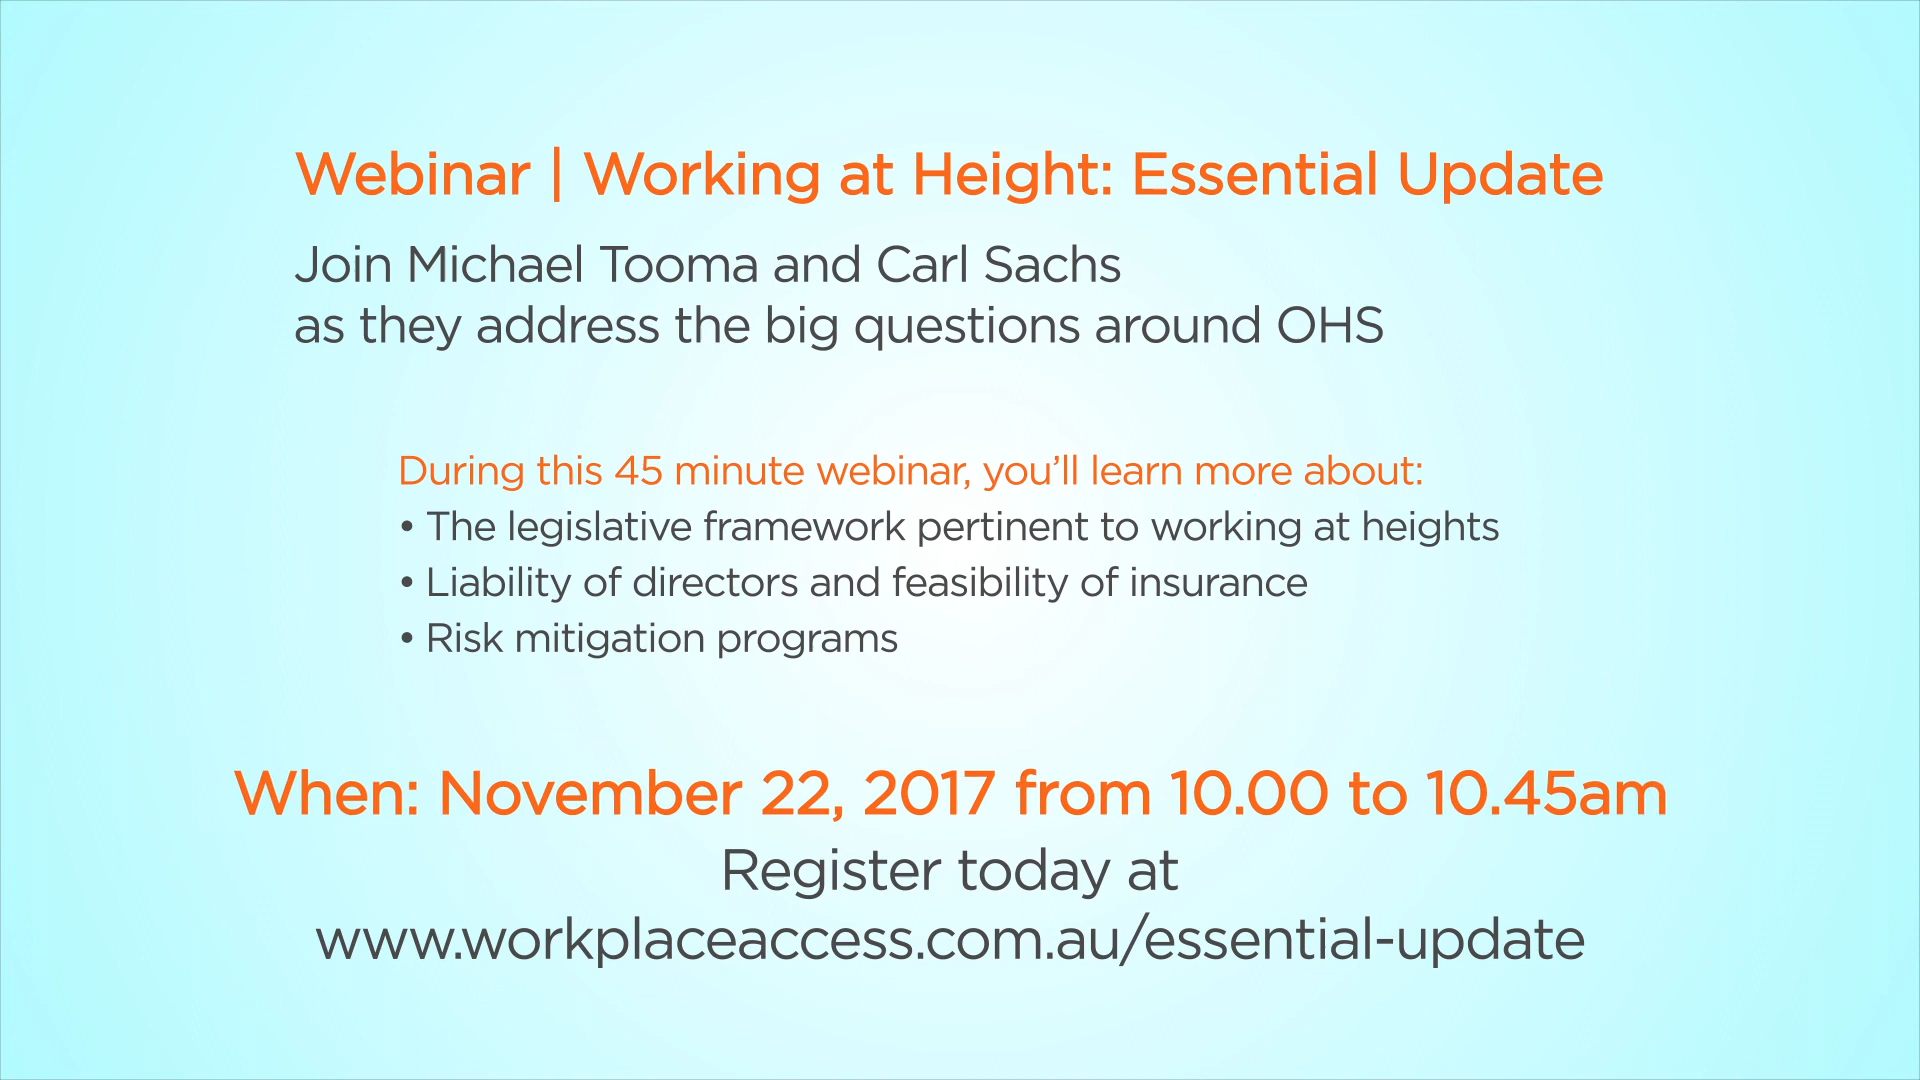 Webinar | Working at Height: Essential Update
Join Michael Tooma and Carl Sachs
as they address the big questions around OHS
During this 45 minute webinar, you’ll learn more about:
• The legislative framework pertinent to working at heights
• Liability of directors and feasibility of insurance
• Risk mitigation programs
When: November 22, 2017 from 10.00 to 10.45am
Register today at
www.workplaceaccess.com.au/essential-update